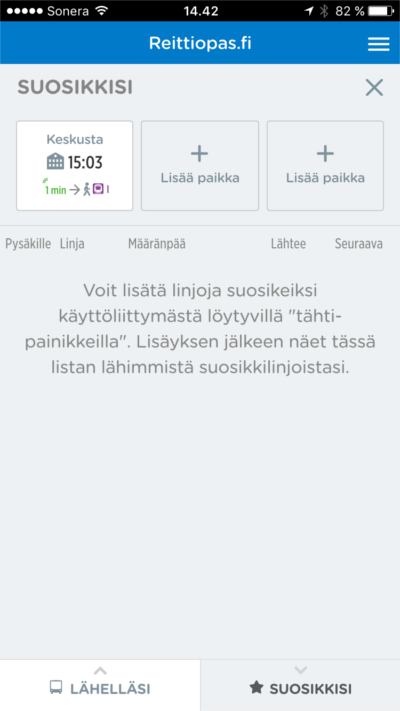 Sonera 14.42 82 %
Reittiopas.fi
SUOSIKKISI
Keskusta
15:03
1 min → I
+ Lisää paikka
+ Lisää paikka
Pysäkille Linja Määränpää Lähtee Seuraava
Voit lisätä linjoja suosikeiksi
käyttöliittymästä löytyvillä "tähti-
painikkeilla". Lisäyksen jälkeen näet tässä
listan lähimmistä suosikkilinjoistasi.
LÄHELLÄSI SUOSIKKISI